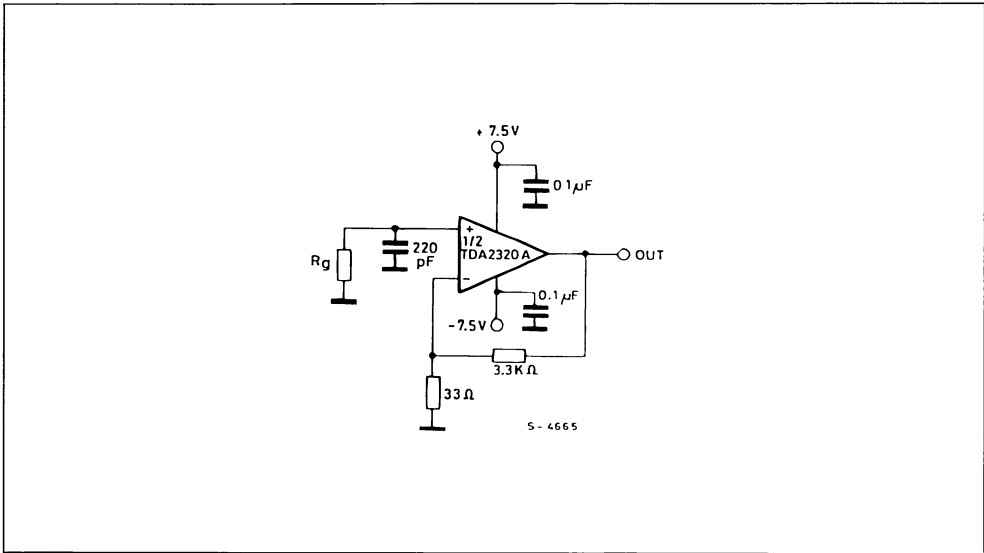 + 7.5V
0 1µF
+
1/2
TDA2320A
-
220
pF
Rg
OUT
0.1µF
-7.5V
3.3KΩ
33Ω
S- 4665